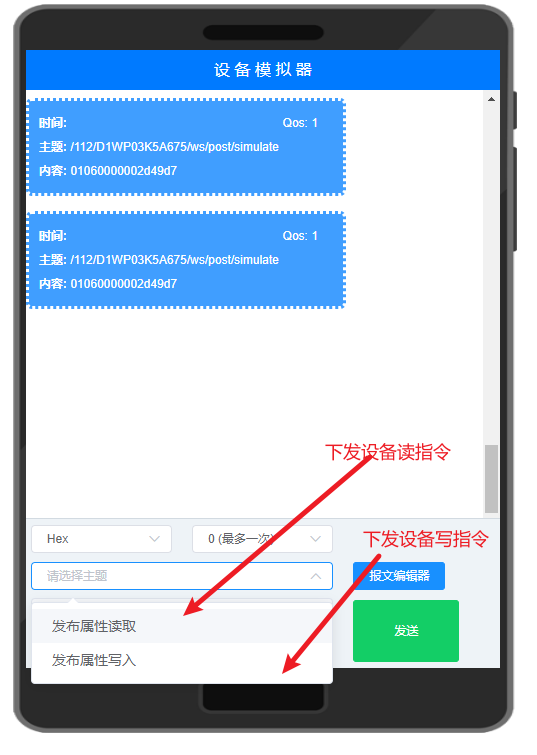 设备模拟器
时间: Qos: 1
主题: /112/D1WP03K5A675/ws/post/simulate
内容: 01060000002d49d7
时间: Qos: 1
主题: /112/D1WP03K5A675/ws/post/simulate
内容: 01060000002d49d7
下发设备读指令
Hex 0 (最多一次)
下发设备写指令
请选择主题 报文编辑器
发布属性读取
发送
发布属性写入